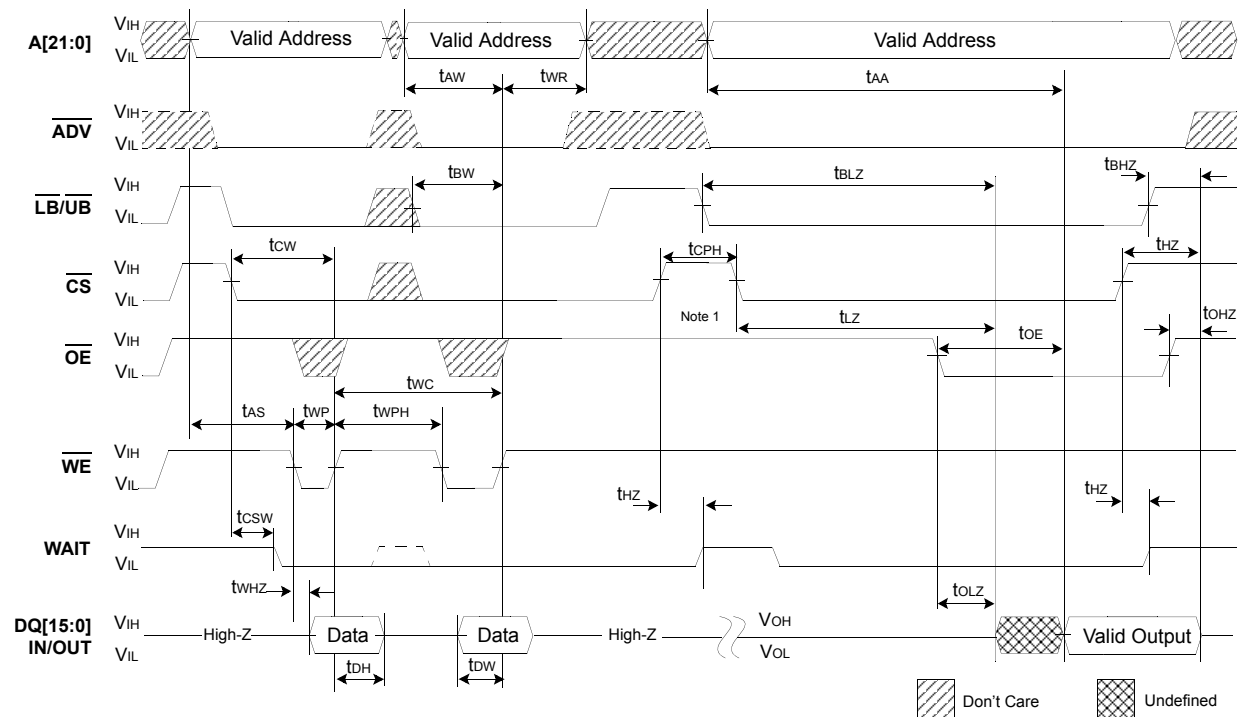 VIH
A[21:0]
VIL
Valid Address
Valid Address
Valid Address
tAW
tWR
tAA
VIH
ADV
VIL
VIH
LB/UB
VIL
tBW
tBLZ
tBHZ
VIH
CS
VIL
tCW
tCPH
tHZ
Note 1
tLZ
VIH
OE
VIL
tOE
tOHZ
tWC
tAS
tWP
tWPH
VIH
WE
VIL
tHZ
tHZ
tCSW
VIH
WAIT
VIL
tWHZ
tOLZ
VIH
DQ[15:0]
IN/OUT
VIL
High-Z
Data
Data
High-Z
VOH
VOL
Valid Output
tDH
tDW
Don't Care
Undefined